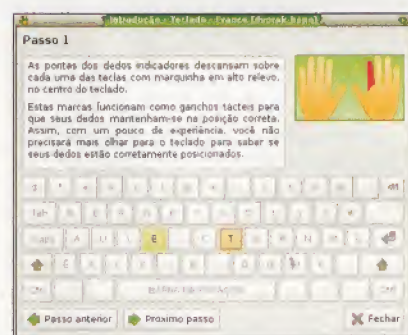 Introdução - Teclado - França (dvorak, bépo)
Passo 1
As pontas dos dedos indicadores descansam sobre
cada uma das teclas com marquinha em alto relevo,
no centro do teclado.
Estas marcas funcionam como ganchos tácteis para
que seus dedos mantenham-se na posição correta.
Assim, com um pouco de experiência, você não
precisará mais olhar para o teclado para saber se
seus dedos estão corretamente posicionados.
Tab
A U E C T R N M
Passo anterior Próximo passo Fechar